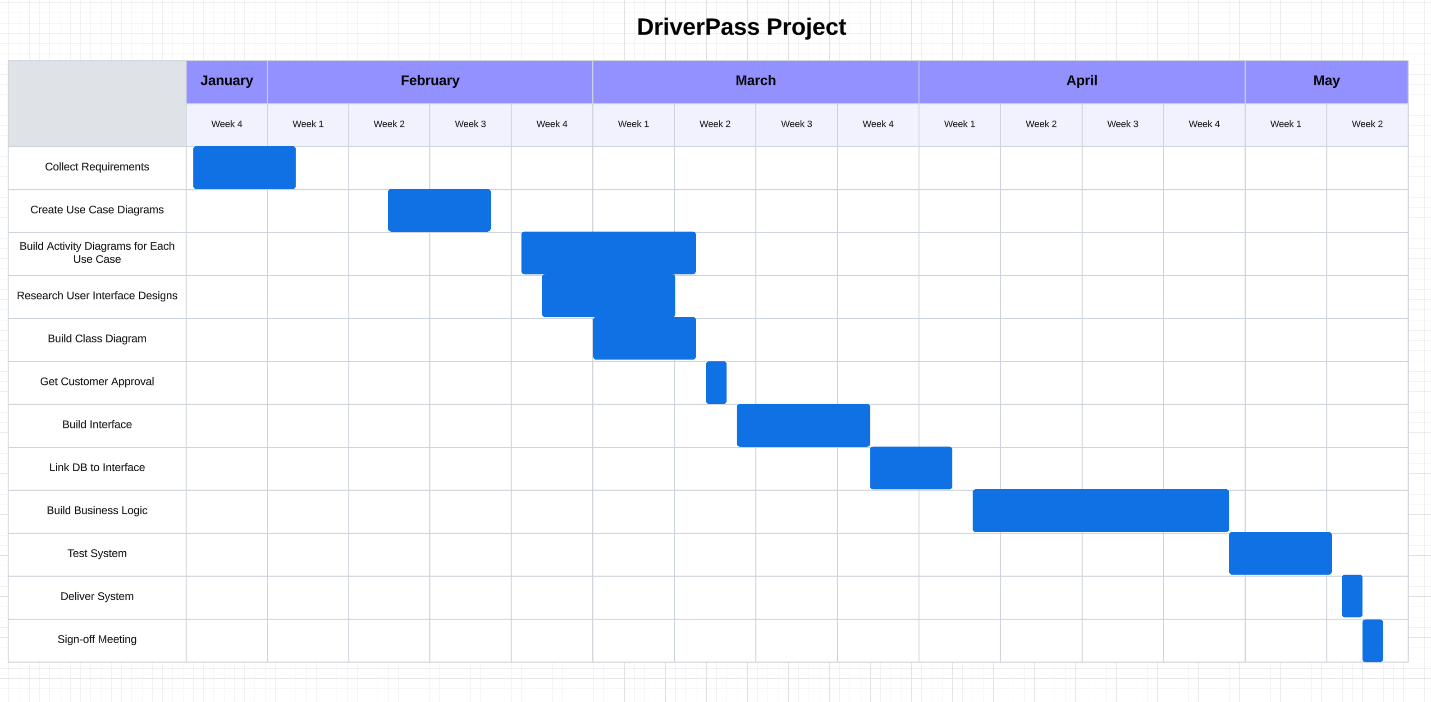 DriverPass Project
January February March April May
Week 4 Week 1 Week 2 Week 3 Week 4 Week 1 Week 2 Week 3 Week 4 Week 1 Week 2 Week 3 Week 4 Week 1 Week 2
Collect Requirements
Create Use Case Diagrams
Build Activity Diagrams for Each
Use Case
Research User Interface Designs
Build Class Diagram
Get Customer Approval
Build Interface
Link DB to Interface
Build Business Logic
Test System
Deliver System
Sign-off Meeting